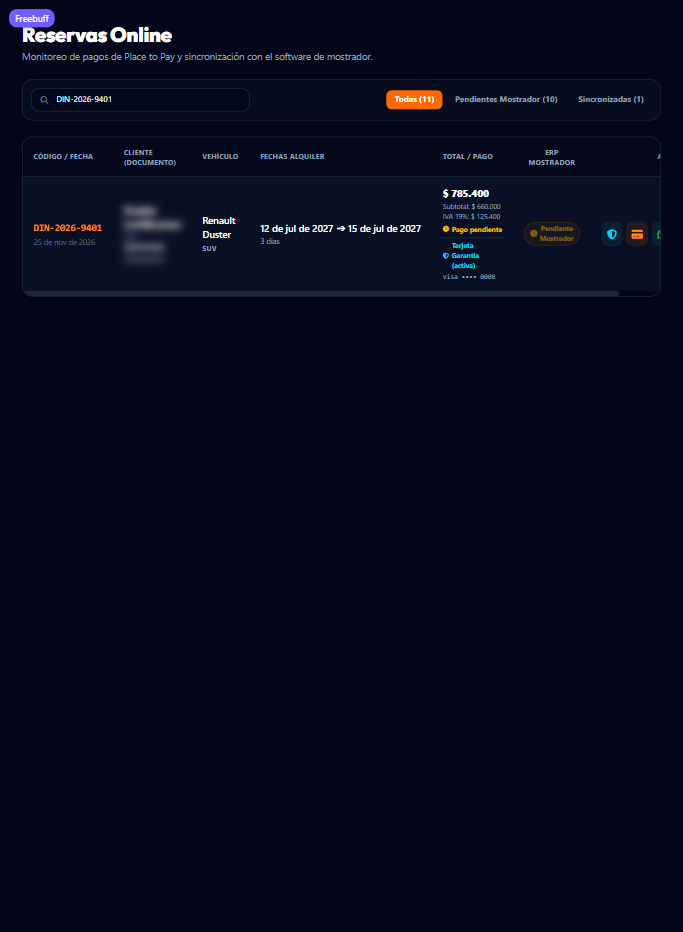 Freebuff
Reservas Online
Monitoreo de pagos de Place to Pay y sincronización con el software de mostrador.
DIN-2026-9401
Todas (11)
Pendientes Mostrador (10)
Sincronizadas (1)
CÓDIGO / FECHA
CLIENTE
(DOCUMENTO)
VEHÍCULO
FECHAS ALQUILER
TOTAL / PAGO
ERP
MOSTRADOR
DIN-2026-9401
25 de nov de 2026
Renault
Duster
SUV
12 de jul de 2027 → 15 de jul de 2027
3 días
$ 785.400
Subtotal: $ 660.000
IVA 19%: $ 125.400
Pago pendiente
Tarjeta
Garantía
(activa)
visa •••• 0008
Pendiente
Mostrador